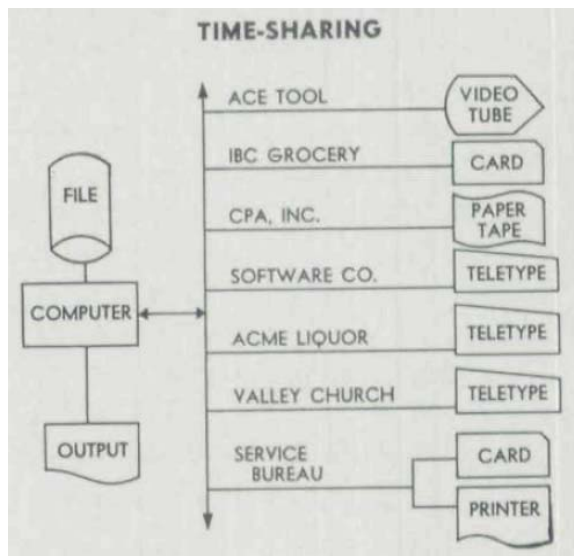 TIME-SHARING
ACE TOOL
VIDEO
TUBE
IBC GROCERY
CARD
FILE
CPA, INC.
PAPER
TAPE
SOFTWARE CO.
TELETYPE
COMPUTER
ACME LIQUOR
TELETYPE
VALLEY CHURCH
TELETYPE
OUTPUT
SERVICE
BUREAU
CARD
PRINTER